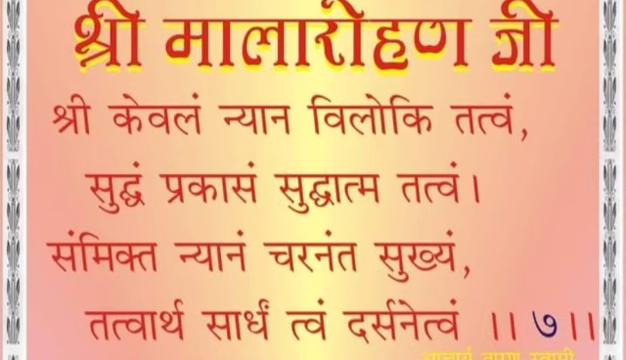 श्री मालारोहण जी
श्री केवलं न्यान विलोकि तत्वं,
सुद्धं प्रकासं सुद्धात्म तत्वं।
संमिक्त न्यानं चरनंत सुख्यं,
तत्वार्थ सार्धं त्वं दर्सनेत्वं ।।७।।